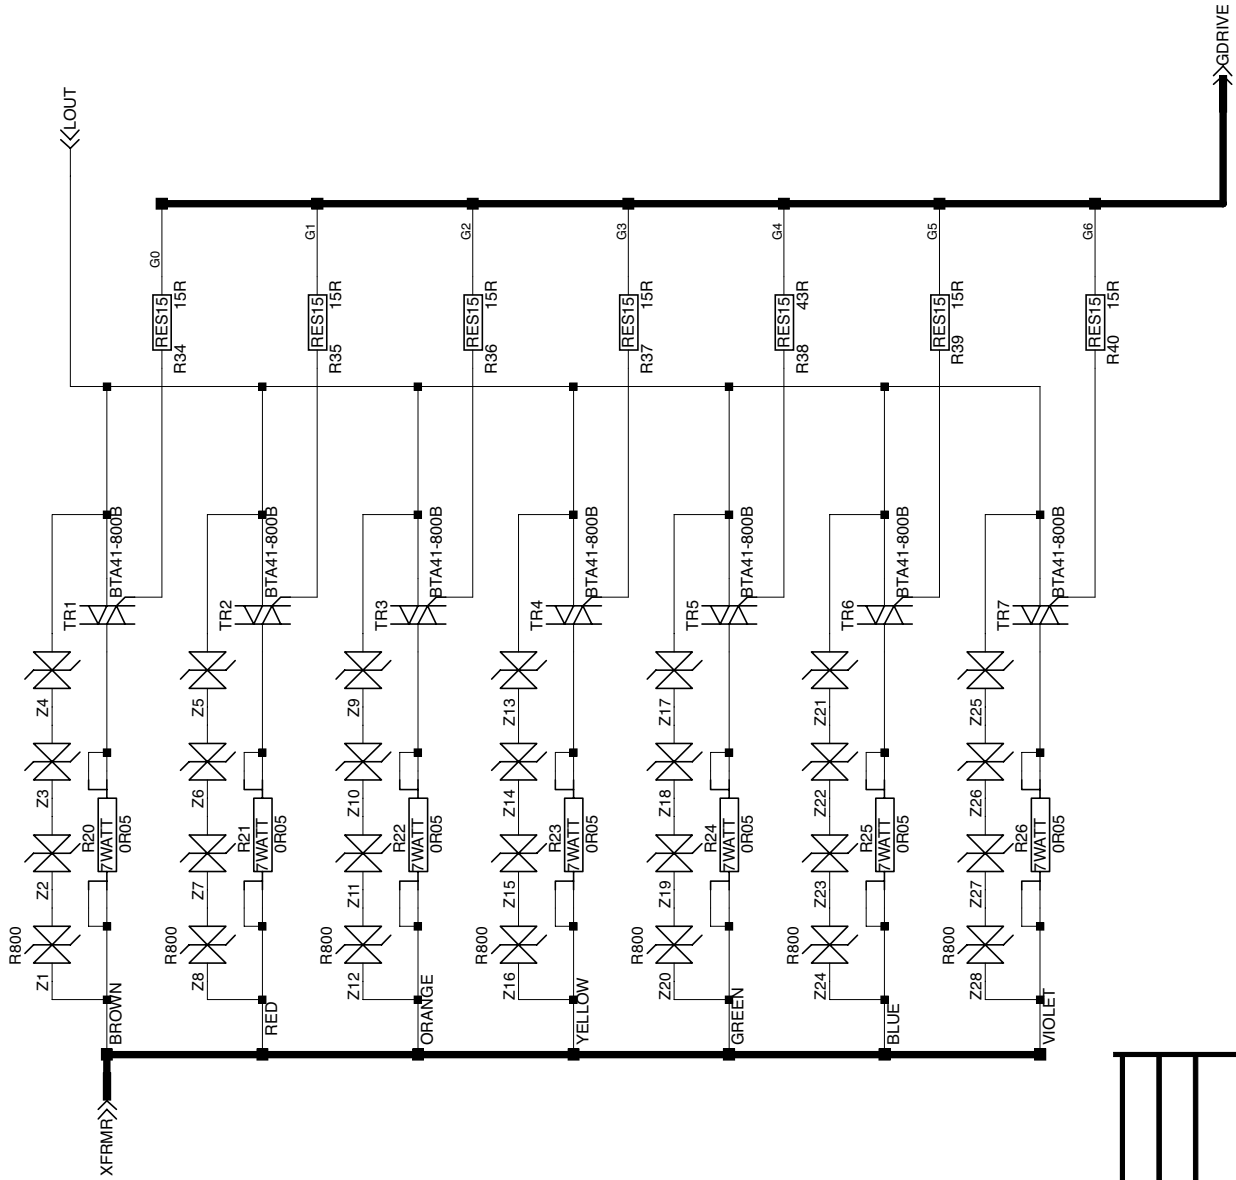 GDRIVE
LOUT
G0
G1
G2
G3
G4
G5
G6
RES15
15R
R34
RES15
15R
R35
RES15
15R
R36
RES15
15R
R37
RES15
43R
R38
RES15
15R
R39
RES15
15R
R40
BTA41-800B
TR1
BTA41-800B
TR2
BTA41-800B
TR3
BTA41-800B
TR4
BTA41-800B
TR5
BTA41-800B
TR6
BTA41-800B
TR7
Z4
Z5
Z9
Z13
Z17
Z21
Z25
Z3
Z6
Z10
Z14
Z18
Z22
Z26
R20
7WATT
0R05
R21
7WATT
0R05
R22
7WATT
0R05
R23
7WATT
0R05
R24
7WATT
0R05
R25
7WATT
0R05
R26
7WATT
0R05
Z2
Z7
Z11
Z15
Z19
Z23
Z27
R800
R800
R800
R800
R800
R800
R800
Z1
Z8
Z12
Z16
Z20
Z24
Z28
BROWN
RED
ORANGE
YELLOW
GREEN
BLUE
VIOLET
XFRMR